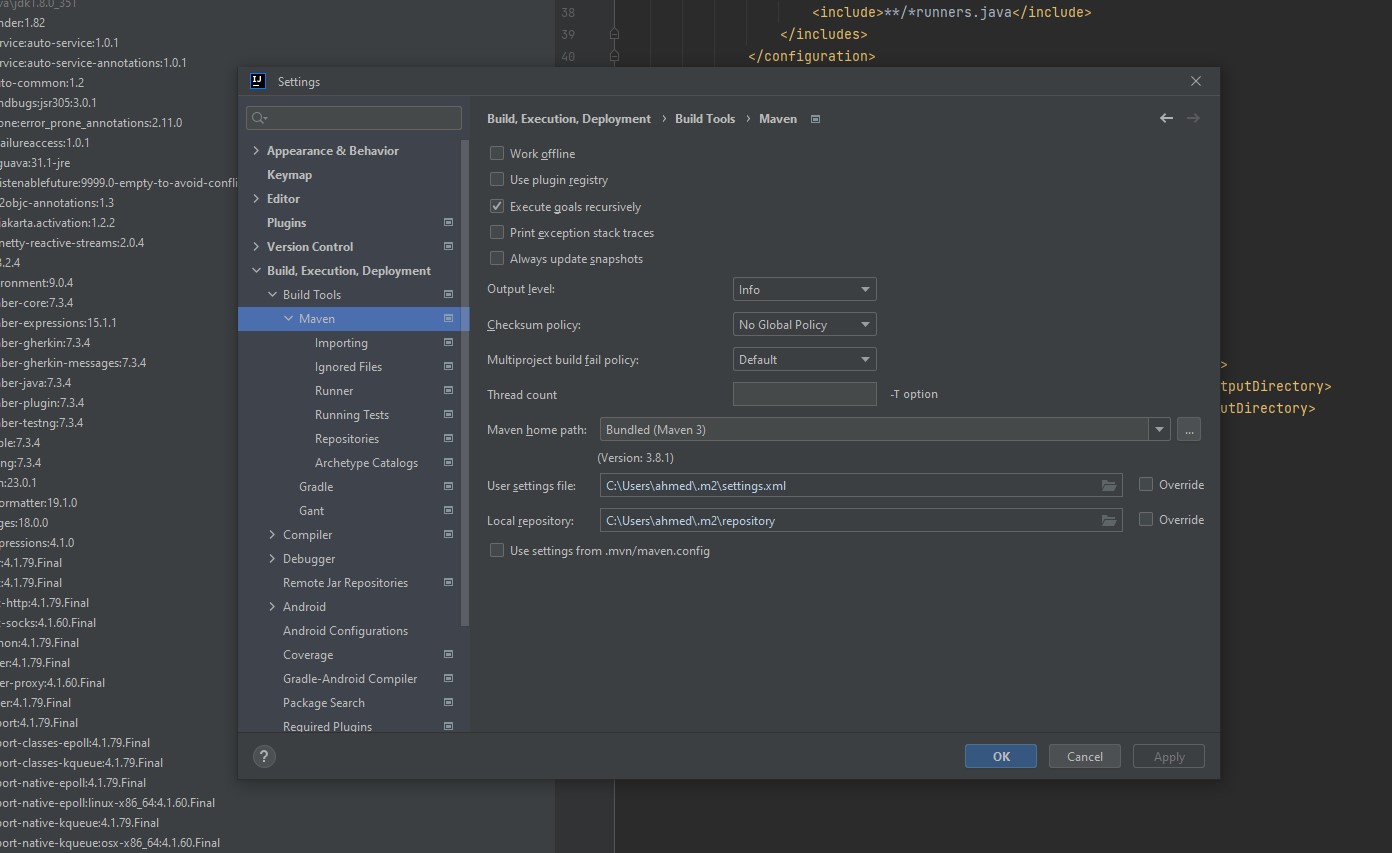 va\jdk1.8.0_351
nder:1.82
rvice:auto-service:1.0.1
rvice:auto-service-annotations:1.0.1
uto-common:1.2
ndbugs:jsr305:3.0.1
one:error_prone_annotations:2.11.0
ailureaccess:1.0.1
guava:31.1-jre
istenablefuture:9999.0-empty-to-avoid-confli
2objc-annotations:1.3
jakarta.activation:1.2.2
netty-reactive-streams:2.0.4
3.2.4
ironment:9.0.4
ber-core:7.3.4
ber-expressions:15.1.1
ber-gherkin:7.3.4
ber-gherkin-messages:7.3.4
ber-java:7.3.4
ber-plugin:7.3.4
ber-testng:7.3.4
ble:7.3.4
ng:7.3.4
n:23.0.1
ormatter:19.1.0
ges:18.0.0
pressions:4.1.0
r:4.1.79.Final
:4.1.79.Final
-http:4.1.79.Final
-socks:4.1.60.Final
mon:4.1.79.Final
er:4.1.79.Final
er-proxy:4.1.60.Final
ver:4.1.79.Final
port:4.1.79.Final
port-classes-epoll:4.1.79.Final
port-classes-kqueue:4.1.79.Final
port-native-epoll:4.1.79.Final
port-native-epoll:linux-x86_64:4.1.60.Final
port-native-kqueue:4.1.79.Final
port-native-kqueue:osx-x86_64:4.1.60.Final
38 <include>**/*runners.java</include>
39 </includes>
40 </configuration>
>
tputDirectory>
utDirectory>
IJ Settings
Appearance & Behavior
Keymap
Editor
Plugins
Version Control
Build, Execution, Deployment
Build Tools
Maven
Importing
Ignored Files
Runner
Running Tests
Repositories
Archetype Catalogs
Gradle
Gant
Compiler
Debugger
Remote Jar Repositories
Android
Android Configurations
Coverage
Gradle-Android Compiler
Package Search
Required Plugins
Build, Execution, Deployment › Build Tools › Maven
Work offline
Use plugin registry
Execute goals recursively
Print exception stack traces
Always update snapshots
Output level: Info
Checksum policy: No Global Policy
Multiproject build fail policy: Default
Thread count -T option
Maven home path: Bundled (Maven 3) ...
(Version: 3.8.1)
User settings file: C:\Users\ahmed\.m2\settings.xml Override
Local repository: C:\Users\ahmed\.m2\repository Override
Use settings from .mvn/maven.config
? OK Cancel Apply